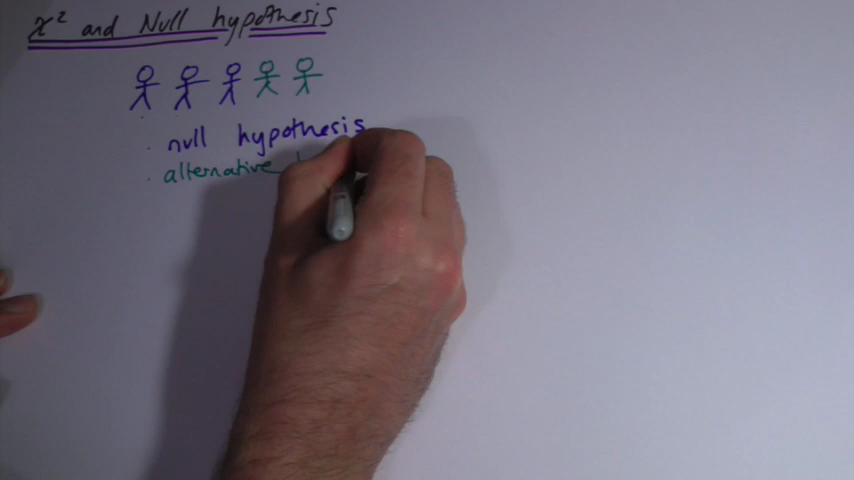 χ² and Null hypothesis
. null hypothesis
. alternative h